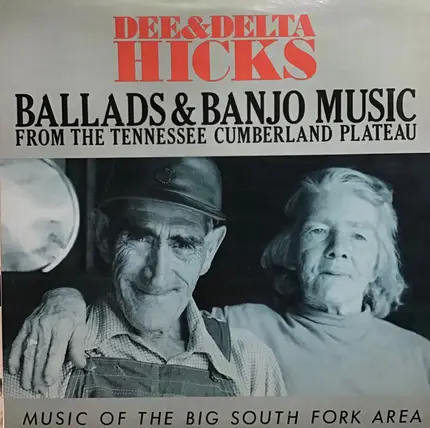 DEE&DELTA
HICKS
BALLADS & BANJO MUSIC
FROM THE TENNESSEE CUMBERLAND PLATEAU
MUSIC OF THE BIG SOUTH FORK AREA